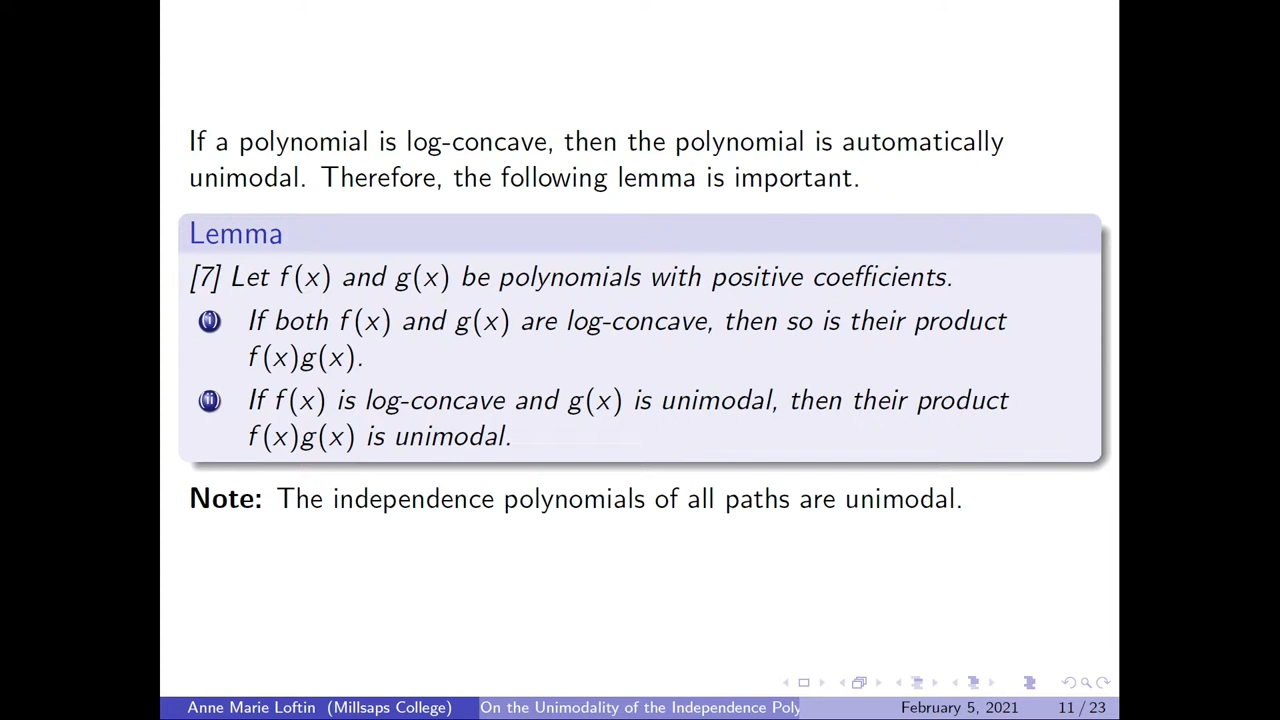 If a polynomial is log-concave, then the polynomial is automatically
unimodal. Therefore, the following lemma is important.
Lemma
[7] Let f(x) and g(x) be polynomials with positive coefficients.
i If both f(x) and g(x) are log-concave, then so is their product
f(x)g(x).
ii If f(x) is log-concave and g(x) is unimodal, then their product
f(x)g(x) is unimodal.
Note: The independence polynomials of all paths are unimodal.
Anne Marie Loftin (Millsaps College) On the Unimodality of the Independence Poly February 5, 2021 11 / 23